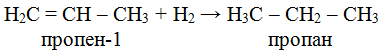 H₂C = CH – CH₃ + H₂ → H₃C – CH₂ – CH₃
пропен-1 пропан